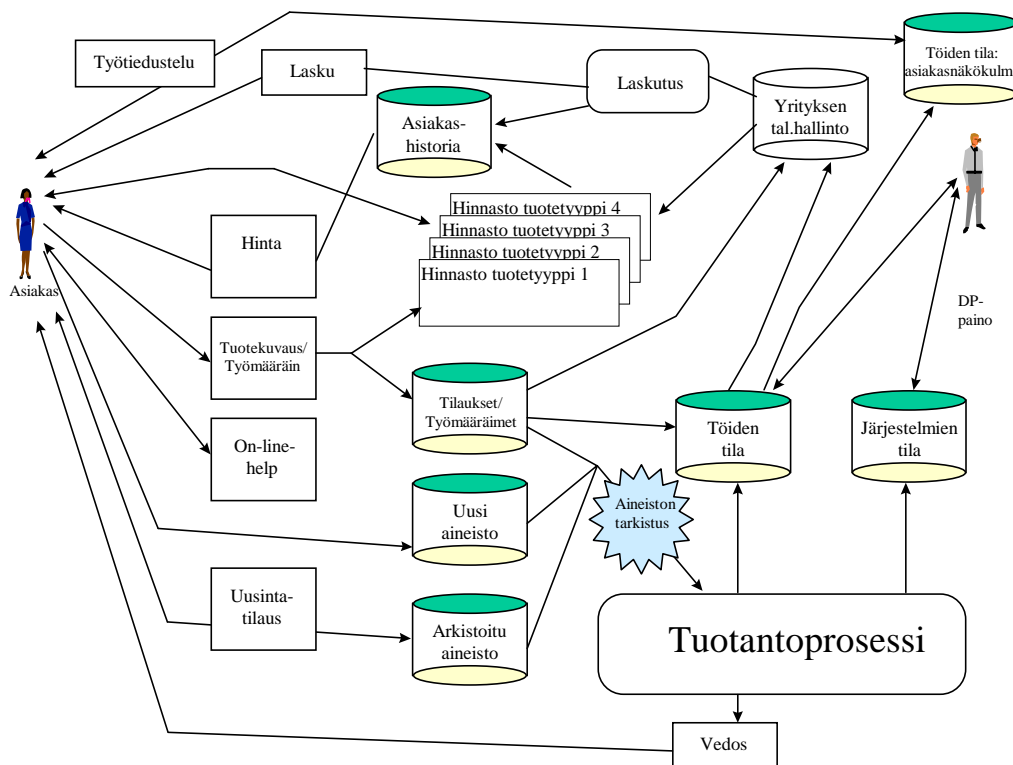 Työtiedustelu
Lasku
Laskutus
Töiden tila:
asiakasnäkökulm
Asiakas-
historia
Yrityksen
tal.hallinto
Hinnasto tuotetyyppi 4
Hinnasto tuotetyyppi 3
Hinnasto tuotetyyppi 2
Hinnasto tuotetyyppi 1
Hinta
Asiakas
DP-
paino
Tuotekuvaus/
Työmääräin
Tilaukset/
Työmääräimet
Töiden
tila
Järjestelmien
tila
On-line-
help
Uusi
aineisto
Aineiston
tarkistus
Uusinta-
tilaus
Arkistoitu
aineisto
Tuotantoprosessi
Vedos